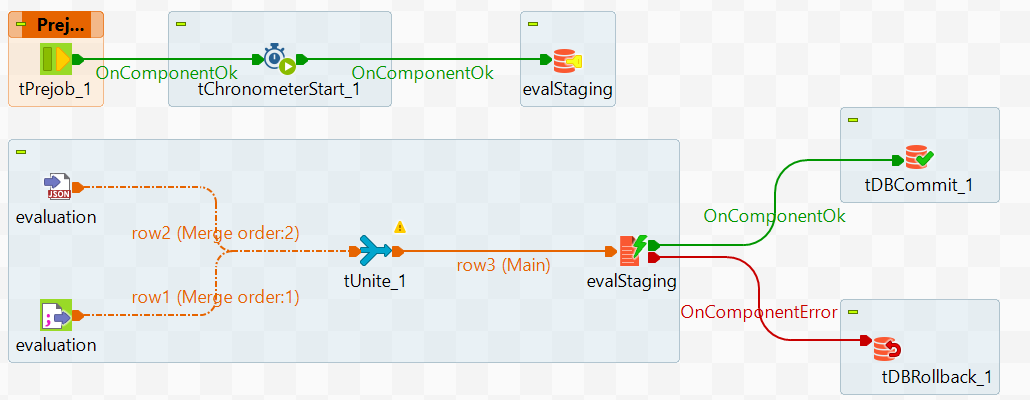 Prej...
OnComponentOk
OnComponentOk
tPrejob_1
tChronometerStart_1
evalStaging
JSON
evaluation
tDBCommit_1
OnComponentOk
row2 (Merge order:2)
tUnite_1
row3 (Main)
evalStaging
row1 (Merge order:1)
OnComponentError
;
evaluation
tDBRollback_1